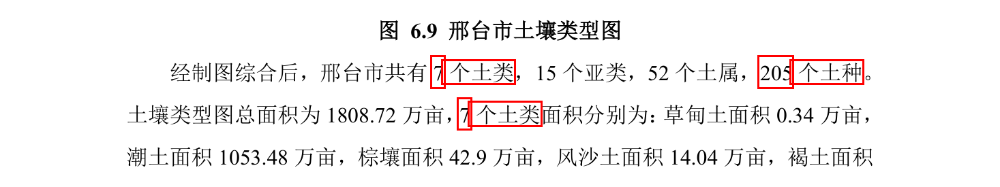 图 6.9 邢台市土壤类型图
经制图综合后，邢台市共有 7 个土类，15 个亚类，52 个土属，205 个土种。
土壤类型图总面积为 1808.72 万亩，7 个土类面积分别为：草甸土面积 0.34 万亩，
潮土面积 1053.48 万亩，棕壤面积 42.9 万亩，风沙土面积 14.04 万亩，褐土面积